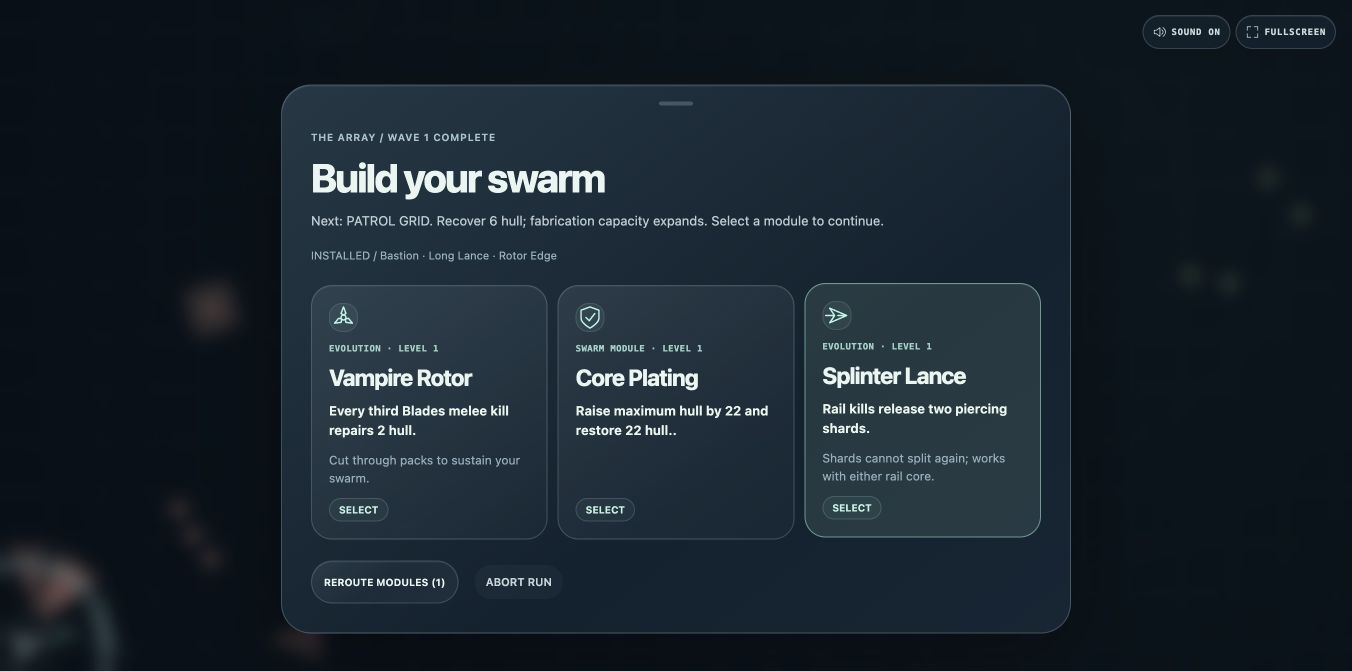 SOUND ON
FULLSCREEN
THE ARRAY / WAVE 1 COMPLETE
Build your swarm
Next: PATROL GRID. Recover 6 hull; fabrication capacity expands. Select a module to continue.
INSTALLED / Bastion · Long Lance · Rotor Edge
EVOLUTION · LEVEL 1
Vampire Rotor
Every third Blades melee kill
repairs 2 hull.
Cut through packs to sustain your
swarm.
SELECT
SWARM MODULE · LEVEL 1
Core Plating
Raise maximum hull by 22 and
restore 22 hull..
SELECT
EVOLUTION · LEVEL 1
Splinter Lance
Rail kills release two piercing
shards.
Shards cannot split again; works
with either rail core.
SELECT
REROUTE MODULES (1)
ABORT RUN